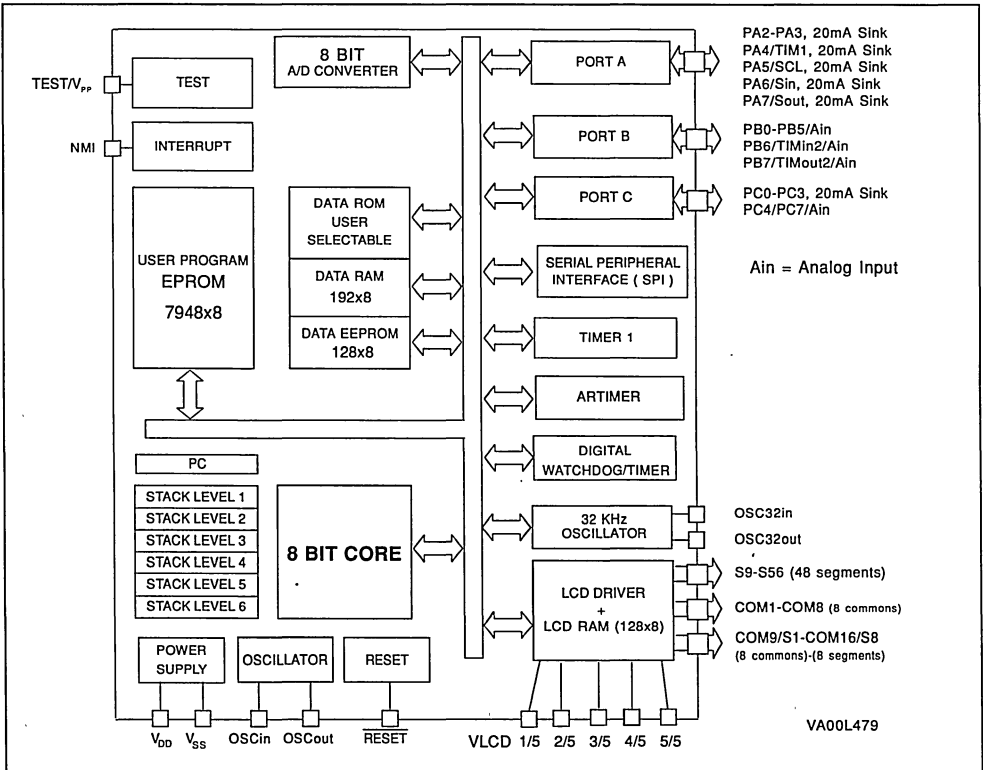 8 BIT
A/D CONVERTER
PORT A
PA2-PA3, 20mA Sink
PA4/TIM1, 20mA Sink
PA5/SCL, 20mA Sink
PA6/Sin, 20mA Sink
PA7/Sout, 20mA Sink
TEST/VPP
TEST
NMI
INTERRUPT
PORT B
PB0-PB5/Ain
PB6/TIMin2/Ain
PB7/TIMout2/Ain
PORT C
PC0-PC3, 20mA Sink
PC4/PC7/Ain
USER PROGRAM
EPROM
7948x8
DATA ROM
USER
SELECTABLE
DATA RAM
192x8
DATA EEPROM
128x8
SERIAL PERIPHERAL
INTERFACE ( SPI )
Ain = Analog Input
TIMER 1
ARTIMER
DIGITAL
WATCHDOG/TIMER
PC
STACK LEVEL 1
STACK LEVEL 2
STACK LEVEL 3
STACK LEVEL 4
STACK LEVEL 5
STACK LEVEL 6
8 BIT CORE
32 KHz
OSCILLATOR
OSC32in
OSC32out
LCD DRIVER
+
LCD RAM (128x8)
S9-S56 (48 segments)
COM1-COM8 (8 commons)
COM9/S1-COM16/S8
(8 commons)-(8 segments)
POWER
SUPPLY
OSCILLATOR
RESET
VDD
VSS
OSCin
OSCout
RESET
VLCD 1/5 2/5 3/5 4/5 5/5
VA00L479